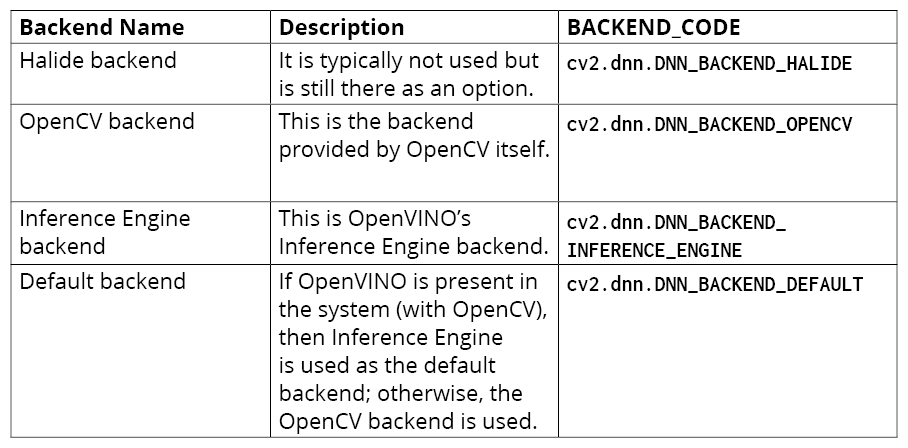 Backend Name Description BACKEND_CODE
Halide backend It is typically not used but cv2.dnn.DNN_BACKEND_HALIDE
is still there as an option.
OpenCV backend This is the backend cv2.dnn.DNN_BACKEND_OPENCV
provided by OpenCV itself.
Inference Engine This is OpenVINO’s cv2.dnn.DNN_BACKEND_
backend Inference Engine backend. INFERENCE_ENGINE
Default backend If OpenVINO is present in cv2.dnn.DNN_BACKEND_DEFAULT
the system (with OpenCV),
then Inference Engine
is used as the default
backend; otherwise, the
OpenCV backend is used.